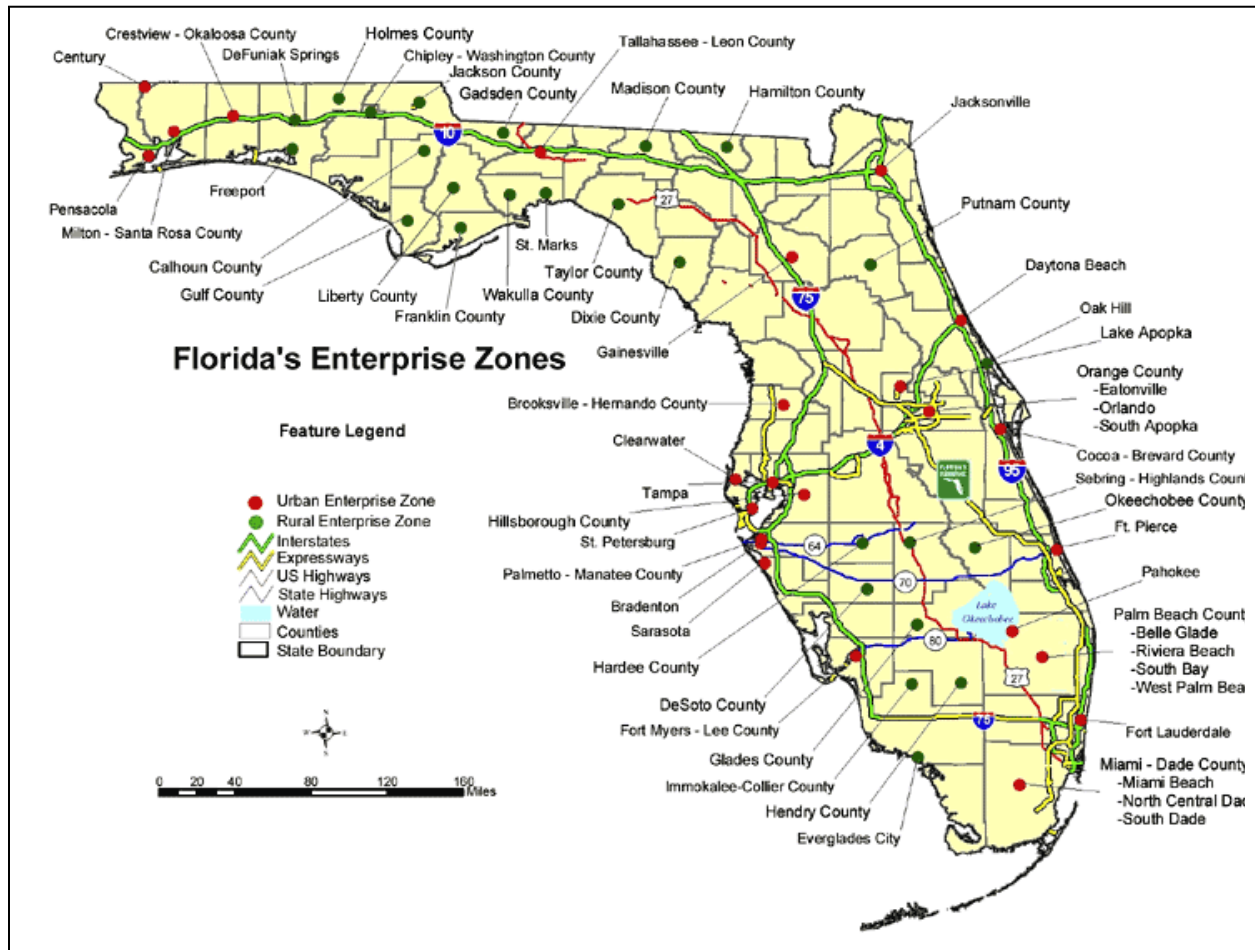 Crestview - Okaloosa County
Holmes County
Century
DeFuniak Springs
Chipley - Washington County
Jackson County
Gadsden County
Tallahassee - Leon County
Madison County
Hamilton County
Jacksonville
10
27
Pensacola
Freeport
Milton - Santa Rosa County
Calhoun County
Gulf County
Liberty County
Franklin County
St. Marks
Wakulla County
Taylor County
Dixie County
Gainesville
75
Putnam County
Daytona Beach
Oak Hill
Lake Apopka
Orange County
-Eatonville
-Orlando
-South Apopka
Cocoa - Brevard County
Sebring - Highlands Count
Okeechobee County
Ft. Pierce
Pahokee
Palm Beach Count
-Belle Glade
-Riviera Beach
-South Bay
-West Palm Bea
Fort Lauderdale
Miami - Dade County
-Miami Beach
-North Central Dad
-South Dade
Florida's Enterprise Zones
Brooksville - Hernando County
Clearwater
Tampa
Hillsborough County
St. Petersburg
Palmetto - Manatee County
Bradenton
Sarasota
Hardee County
DeSoto County
Fort Myers - Lee County
Glades County
Immokalee-Collier County
Hendry County
Everglades City
4
95
64
70
80
27
75
Lake
Okeechobee
Feature Legend
Urban Enterprise Zone
Rural Enterprise Zone
Interstates
Expressways
US Highways
State Highways
Water
Counties
State Boundary
N
W
E
S
0 20 40 80 120 160
Miles